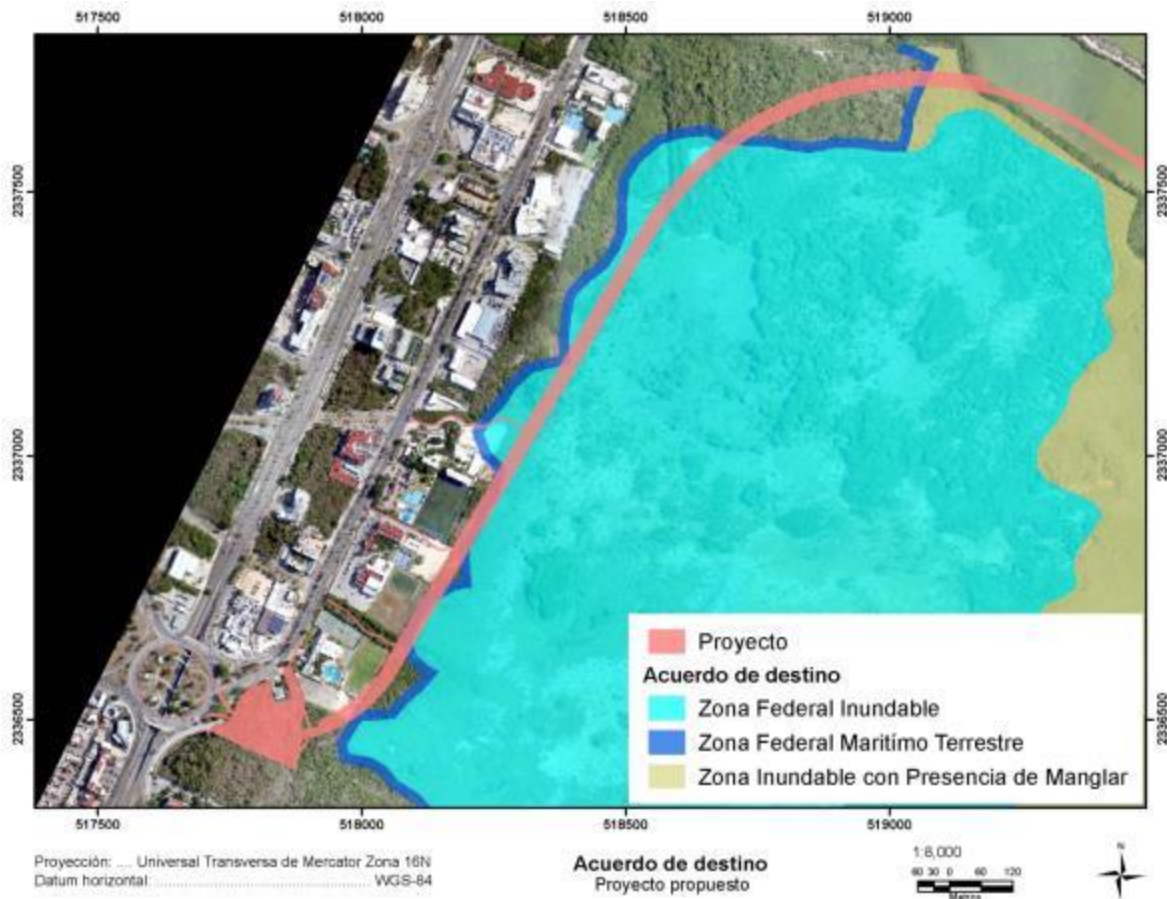 517500 518000 518500 519000
2337500 2337500
2337000 2337000
2336500 2336500
Proyecto
Acuerdo de destino
Zona Federal Inundable
Zona Federal Maritímo Terrestre
Zona Inundable con Presencia de Manglar
517500 518000 518500 519000
Proyección: .... Universal Transversa de Mercator Zona 16N
Datum horizontal: ............................................ WGS-84
Acuerdo de destino
Proyecto propuesto
1:8,000
60 30 0 60 120
Metros
N